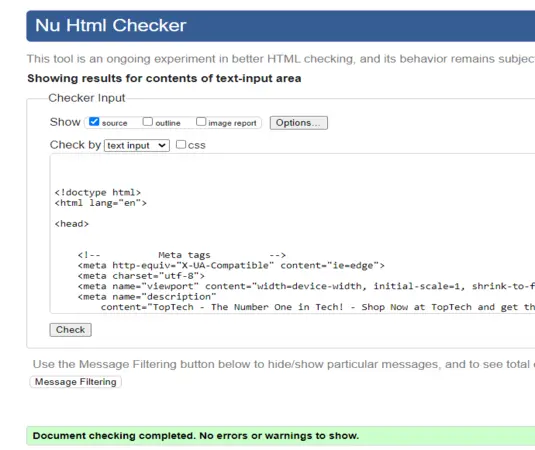 Nu Html Checker
This tool is an ongoing experiment in better HTML checking, and its behavior remains subjec
Showing results for contents of text-input area
Checker Input
Show source outline image report Options...
Check by text input css
<!doctype html>
<html lang="en">
<head>
<!-- Meta tags -->
<meta http-equiv="X-UA-Compatible" content="ie=edge">
<meta charset="utf-8">
<meta name="viewport" content="width=device-width, initial-scale=1, shrink-to-f
<meta name="description"
content="TopTech - The Number One in Tech! - Shop Now at TopTech and get th
Check
Use the Message Filtering button below to hide/show particular messages, and to see total
Message Filtering
Document checking completed. No errors or warnings to show.